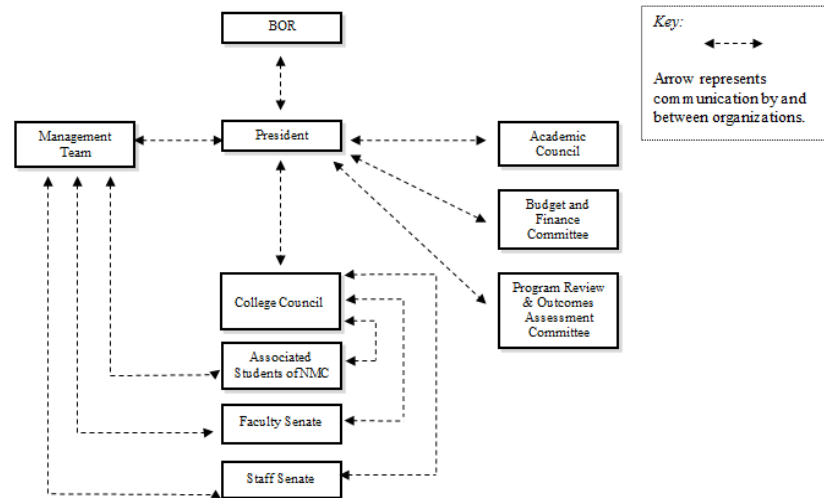 BOR
Key:
Arrow represents
communication by and
between organizations.
Management
Team
President
Academic
Council
Budget and
Finance
Committee
College Council
Program Review
& Outcomes
Assessment
Committee
Associated
Students of NMC
Faculty Senate
Staff Senate